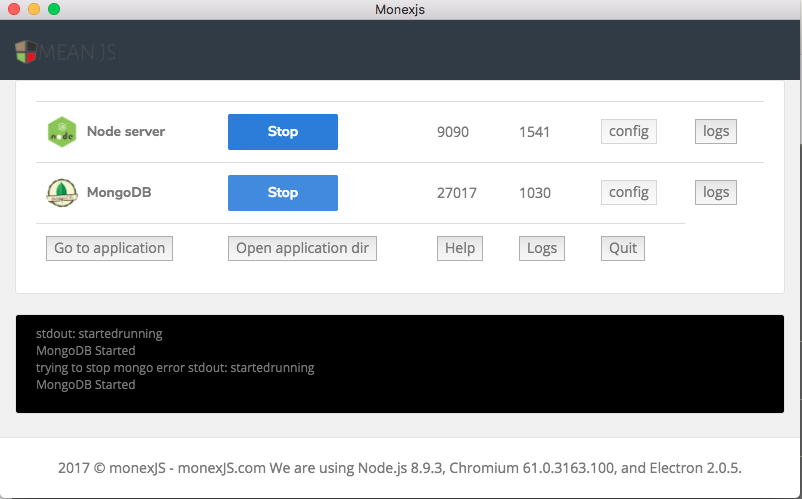 Monexjs
MEAN.JS
Node server Stop 9090 1541 config logs
MongoDB Stop 27017 1030 config logs
Go to application Open application dir Help Logs Quit
stdout: startedrunning
MongoDB Started
trying to stop mongo error stdout: startedrunning
MongoDB Started
2017 © monexJS - monexJS.com We are using Node.js 8.9.3, Chromium 61.0.3163.100, and Electron 2.0.5.